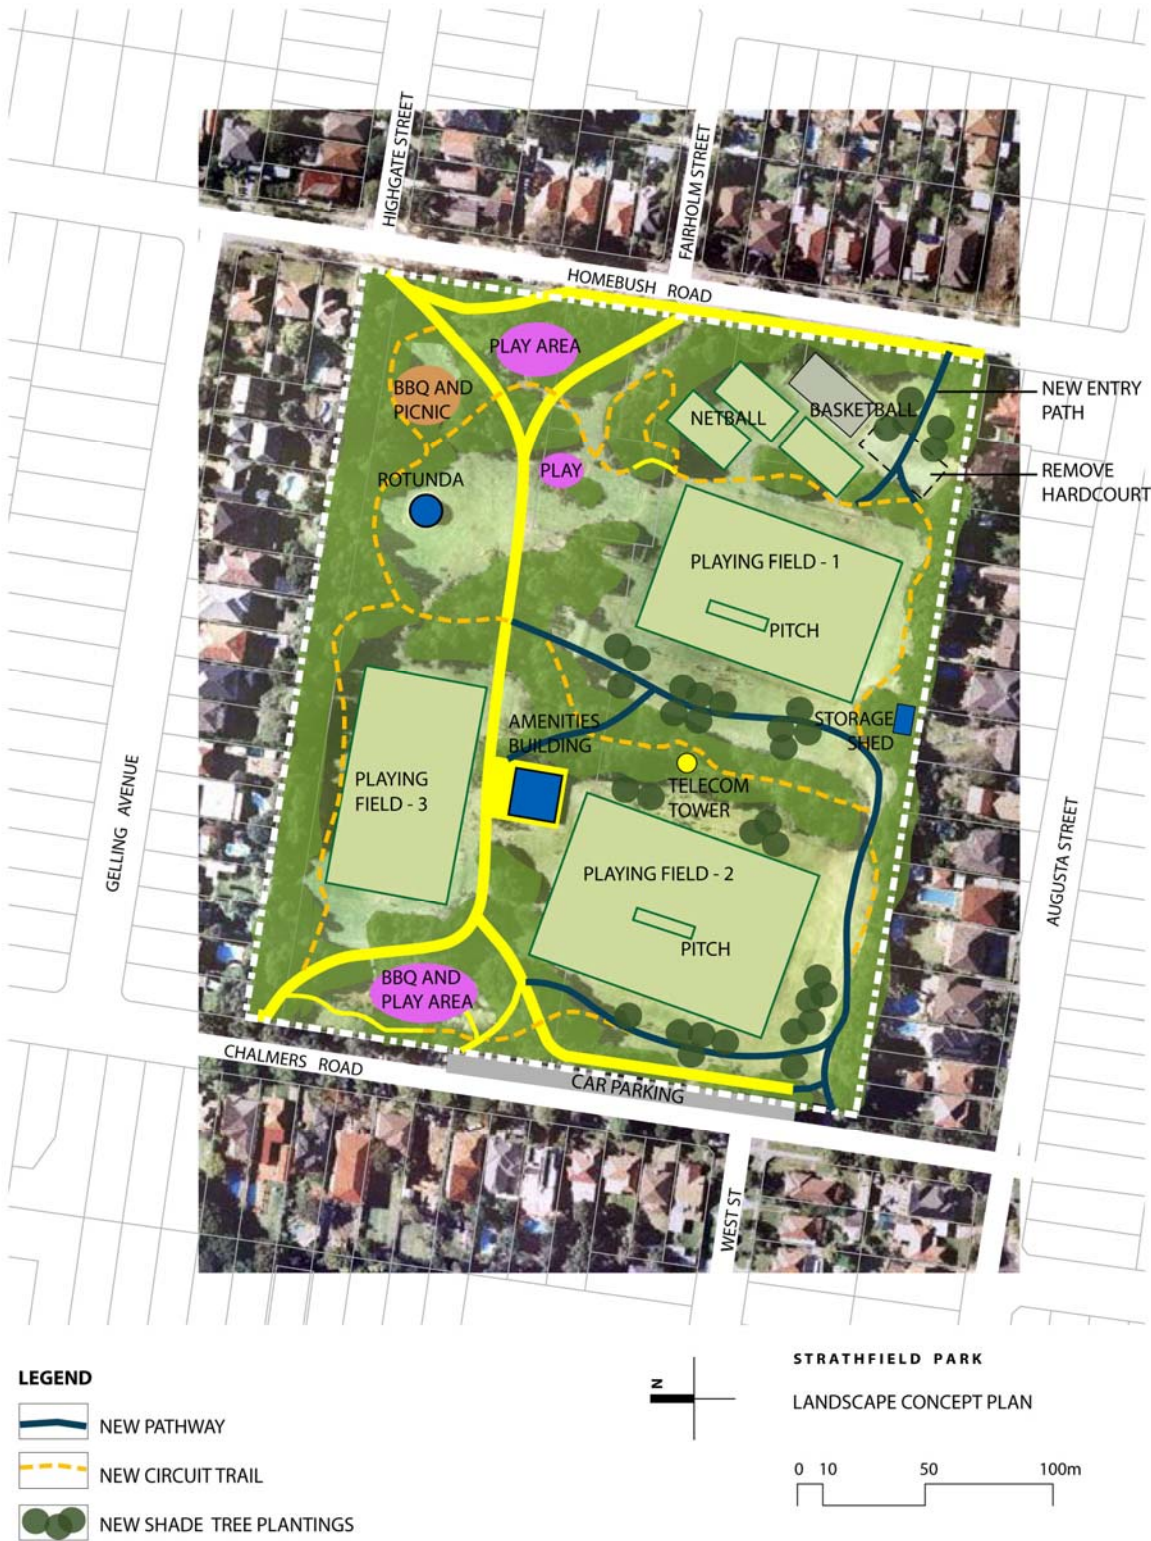 HIGHGATE STREET
FAIRHOLM STREET
HOMEBUSH ROAD
PLAY AREA
BBQ AND
PICNIC
NETBALL
BASKETBALL
NEW ENTRY
PATH
REMOVE
HARDCOURT
PLAY
ROTUNDA
PLAYING FIELD - 1
PITCH
AMENITIES
BUILDING
STORAGE
SHED
TELECOM
TOWER
PLAYING
FIELD - 3
GELLING AVENUE
AUGUSTA STREET
PLAYING FIELD - 2
PITCH
BBQ AND
PLAY AREA
CHALMERS ROAD
CAR PARKING
WEST ST
LEGEND
NEW PATHWAY
NEW CIRCUIT TRAIL
NEW SHADE TREE PLANTINGS
N
STRATHFIELD PARK
LANDSCAPE CONCEPT PLAN
0 10 50 100m